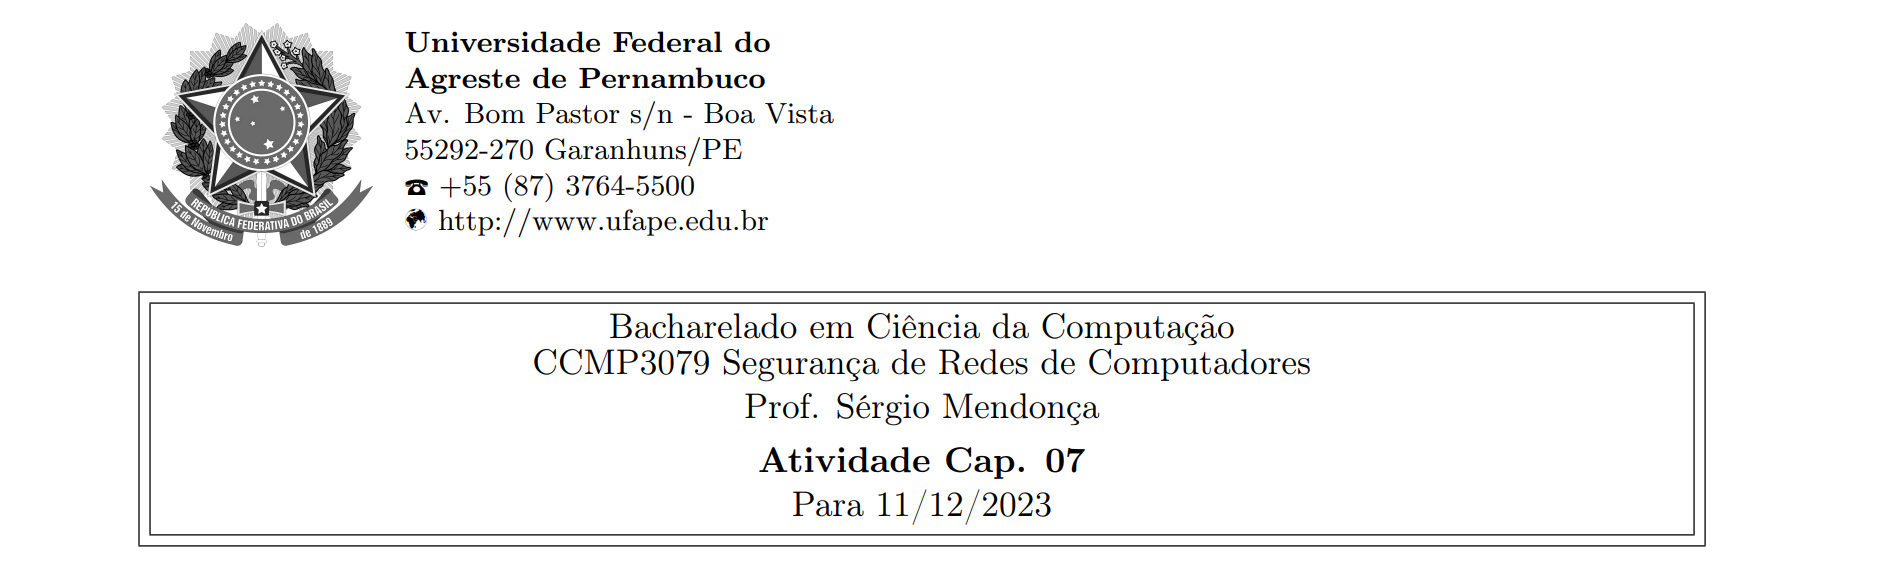 Universidade Federal do
Agreste de Pernambuco
Av. Bom Pastor s/n - Boa Vista
55292-270 Garanhuns/PE
☎ +55 (87) 3764-5500
http://www.ufape.edu.br
REPÚBLICA FEDERATIVA DO BRASIL
15 de Novembro
de 1889
Bacharelado em Ciência da Computação
CCMP3079 Segurança de Redes de Computadores
Prof. Sérgio Mendonça
Atividade Cap. 07
Para 11/12/2023